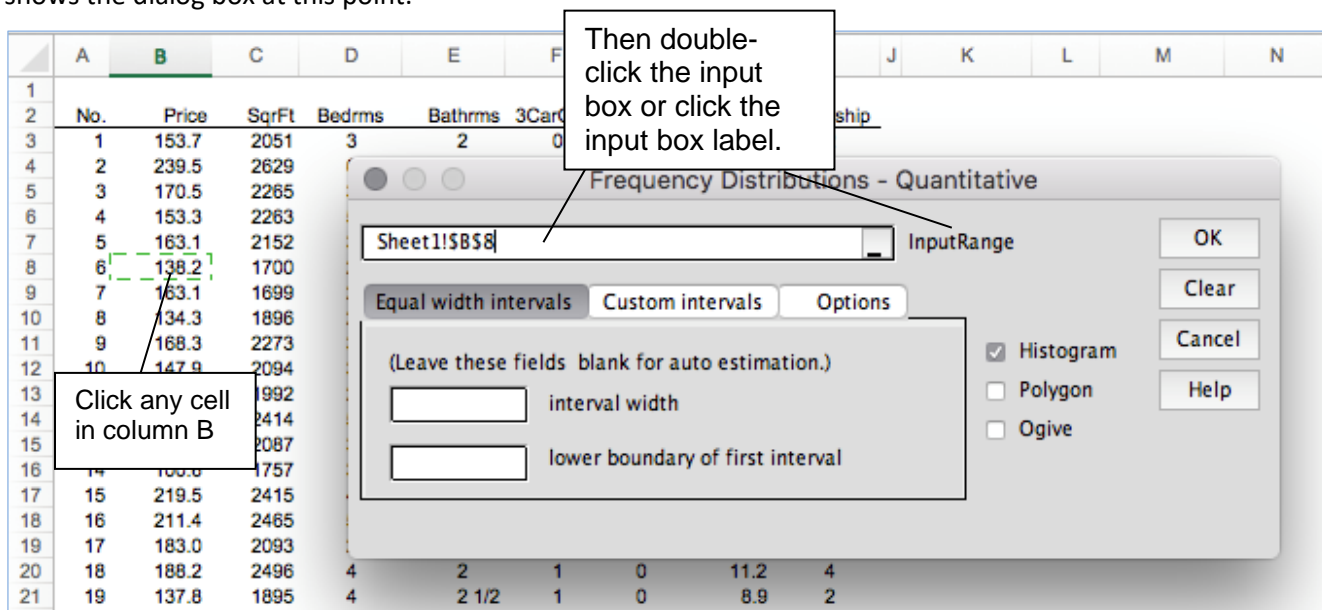 shows the dialog box at this point.
A B C D E F J K L M N
Then double-
click the input
box or click the
input box label.
1
2 No. Price SqrFt Bedrms Bathrms ship
3 1 153.7 2051 3 2 0
4 2 239.5 2629
5 3 170.5 2265
6 4 153.3 2263
7 5 163.1 2152
8 6 138.2 1700
9 7 163.1 1699
10 8 134.3 1896
11 9 168.3 2273
12 10 147.9 2094
13 1992
14 2414
15 2087
16 14 1757
17 15 219.5 2415
18 16 211.4 2465
19 17 183.0 2093
20 18 188.2 2496 4 2 1 0 11.2 4
21 19 137.8 1895 4 2 1/2 1 0 8.9 2
Click any cell
in column B
Frequency Distributions - Quantitative
Sheet1!$B$8 _ InputRange
OK
Clear
Cancel
Help
Equal width intervals Custom intervals Options
(Leave these fields blank for auto estimation.)
interval width
lower boundary of first interval
Histogram
Polygon
Ogive